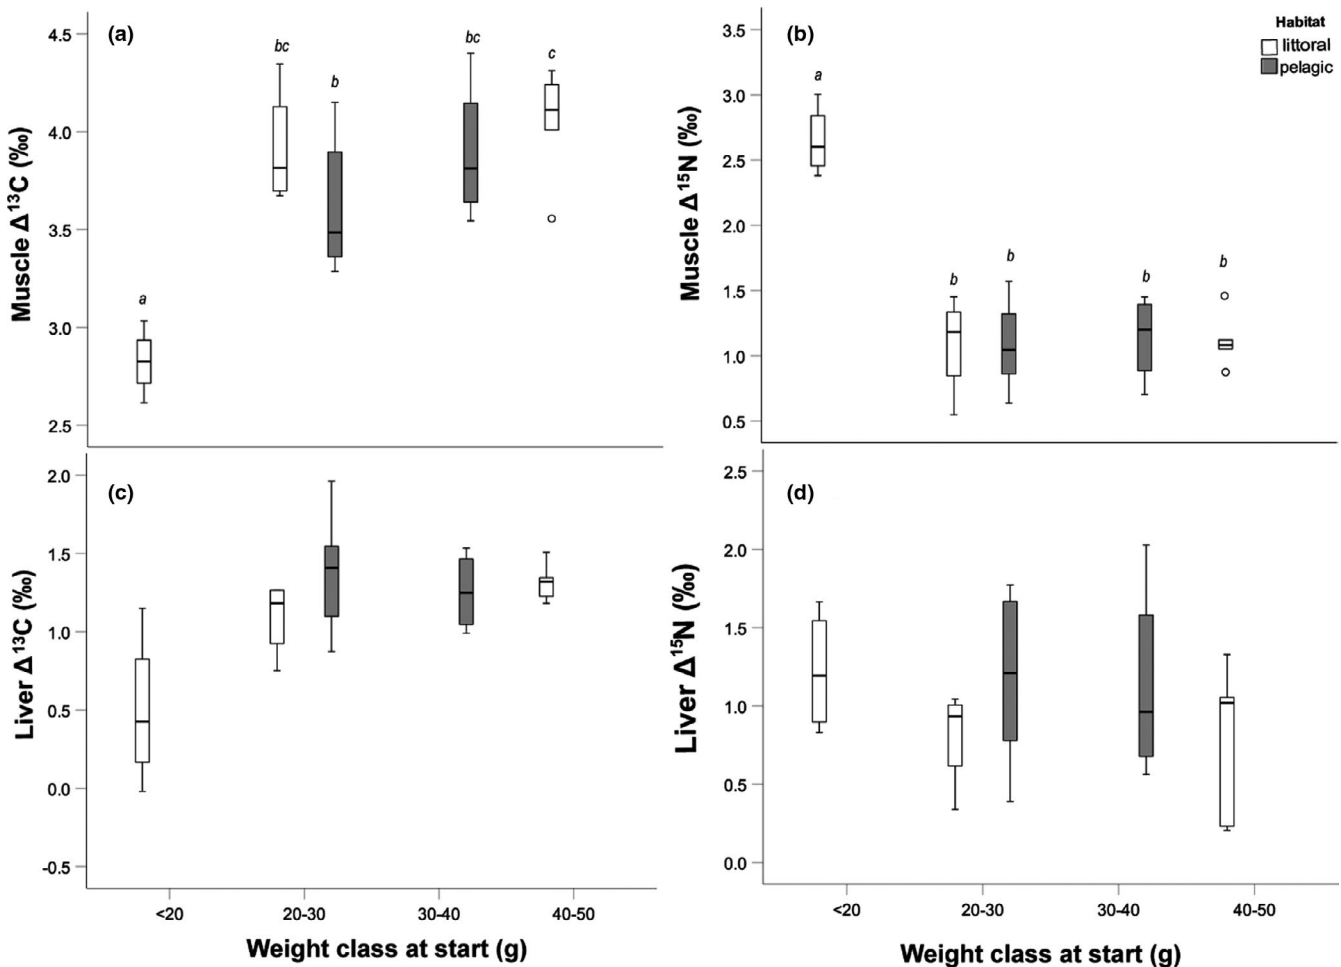 (a)
4.5
4.0
3.5
3.0
2.5
Muscle Δ¹³C (‰)
a
bc
b
bc
c
(b)
3.5
3.0
2.5
2.0
1.5
1.0
0.5
Muscle Δ¹⁵N (‰)
a
b
b
b
b
Habitat
littoral
pelagic
(c)
2.0
1.5
1.0
0.5
0.0
-0.5
Liver Δ¹³C (‰)
<20
20-30
30-40
40-50
Weight class at start (g)
(d)
2.5
2.0
1.5
1.0
0.5
0.0
Liver Δ¹⁵N (‰)
<20
20-30
30-40
40-50
Weight class at start (g)